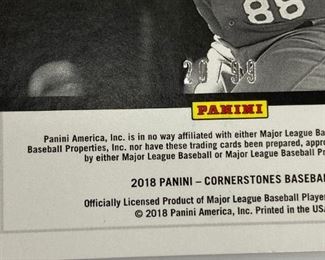 88
20/99
PANINI
Panini America, Inc. is in no way affiliated with either Major League Ba
Baseball Properties, Inc. nor have these trading cards been prepared, appro
by either Major League Baseball or Major League Baseball Pr
2018 PANINI – CORNERSTONES BASEBA
Officially Licensed Product of Major League Baseball Player
© 2018 Panini America, Inc. Printed in the USA